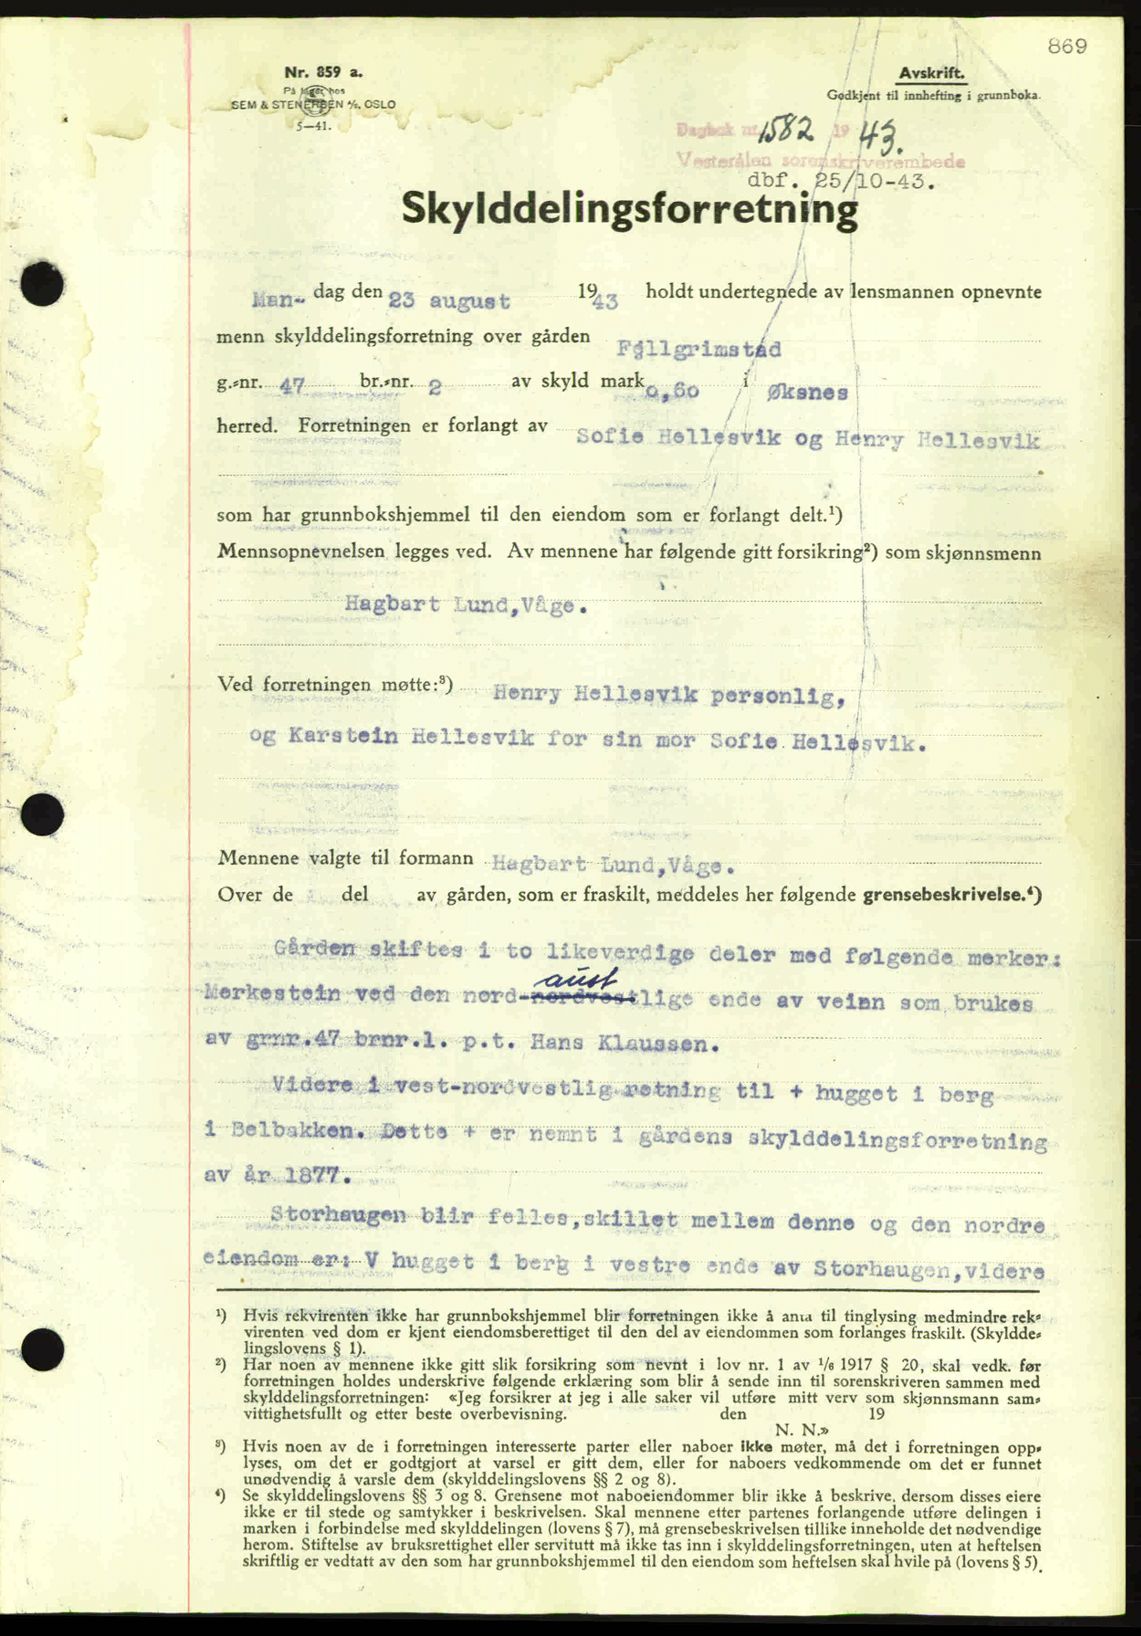 869
Nr. 859 a.
På lager hos
SEM & STENERSEN A/S. OSLO
5—41.
Avskrift.
Godkjent til innhefting i grunnboka.
Dagbok nr. 1582 19 43.
Vesterålen sorenskriverembede
dbf. 25/10-43.
Skylddelingsforretning
Man- dag den 23 august 1943 holdt undertegnede av lensmannen opnevnte
menn skylddelingsforretning over gården Fyllgrimstad
g.-nr. 47 br.-nr. 2 av skyld mark 0,60 i Øksnes
herred. Forretningen er forlangt av Sofie Hellesvik og Henry Hellesvik
som har grunnbokshjemmel til den eiendom som er forlangt delt.¹)
Mennsopnevnelsen legges ved. Av mennene har følgende gitt forsikring²) som skjønnsmenn
Hagbart Lund,Våge.
Ved forretningen møtte:³) Henry Hellesvik personlig,
og Karstein Hellesvik for sin mor Sofie Hellesvik.
Mennene valgte til formann Hagbart Lund,Våge.
Over de del av gården, som er fraskilt, meddeles her følgende grensebeskrivelse.⁴)
Gården skiftes i to likeverdige deler med følgende merker:
aust
Merkestein ved den nord-nordvestlige ende av veien som brukes
av grnr.47 brnr.1. p.t. Hans Klaussen.
Videre i vest-nordvestlig retning til + hugget i berg
i Belbakken. Dette + er nemnt i gårdens skylddelingsforretning
av år 1877.
Storhaugen blir felles,skillet mellem denne og den nordre
eiendom er: V hugget i berg i vestre ende av Storhaugen,videre
¹) Hvis rekvirenten ikke har grunnbokshjemmel blir forretningen ikke å anta til tinglysing medmindre rek-
virenten ved dom er kjent eiendomsberettiget til den del av eiendommen som forlanges fraskilt. (Skyldde-
lingslovens § 1).
²) Har noen av mennene ikke gitt slik forsikring som nevnt i lov nr. 1 av 1/6 1917 § 20, skal vedk. før
forretningen holdes underskrive følgende erklæring som blir å sende inn til sorenskriveren sammen med
skylddelingsforretningen: «Jeg forsikrer at jeg i alle saker vil utføre mitt verv som skjønnsmann sam-
vittighetsfullt og etter beste overbevisning. den 19
N. N.»
³) Hvis noen av de i forretningen interesserte parter eller naboer ikke møter, må det i forretningen opp-
lyses, om det er godtgjort at varsel er gitt dem, eller for naboers vedkommende om det er funnet
unødvendig å varsle dem (skylddelingslovens §§ 2 og 8).
⁴) Se skylddelingslovens §§ 3 og 8. Grensene mot naboeiendommer blir ikke å beskrive, dersom disses eiere
ikke er til stede og samtykker i beskrivelsen. Skal mennene etter partenes forlangende utføre delingen i
marken i forbindelse med skylddelingen (lovens § 7), må grensebeskrivelsen tillike inneholde det nødvendige
herom. Stiftelse av bruksrettighet eller servitutt må ikke tas inn i skylddelingsforretningen, uten at heftelsen
skriftlig er vedtatt av den som har grunnbokshjemmel til den eiendom som heftelsen skal hvile på (lovens § 5).